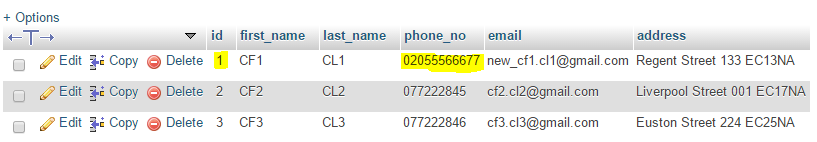 + Options
←T→ id first_name last_name phone_no email address
Edit Copy Delete 1 CF1 CL1 02055566677 new_cf1.cl1@gmail.com Regent Street 133 EC13NA
Edit Copy Delete 2 CF2 CL2 077222845 cf2.cl2@gmail.com Liverpool Street 001 EC17NA
Edit Copy Delete 3 CF3 CL3 077222846 cf3.cl3@gmail.com Euston Street 224 EC25NA